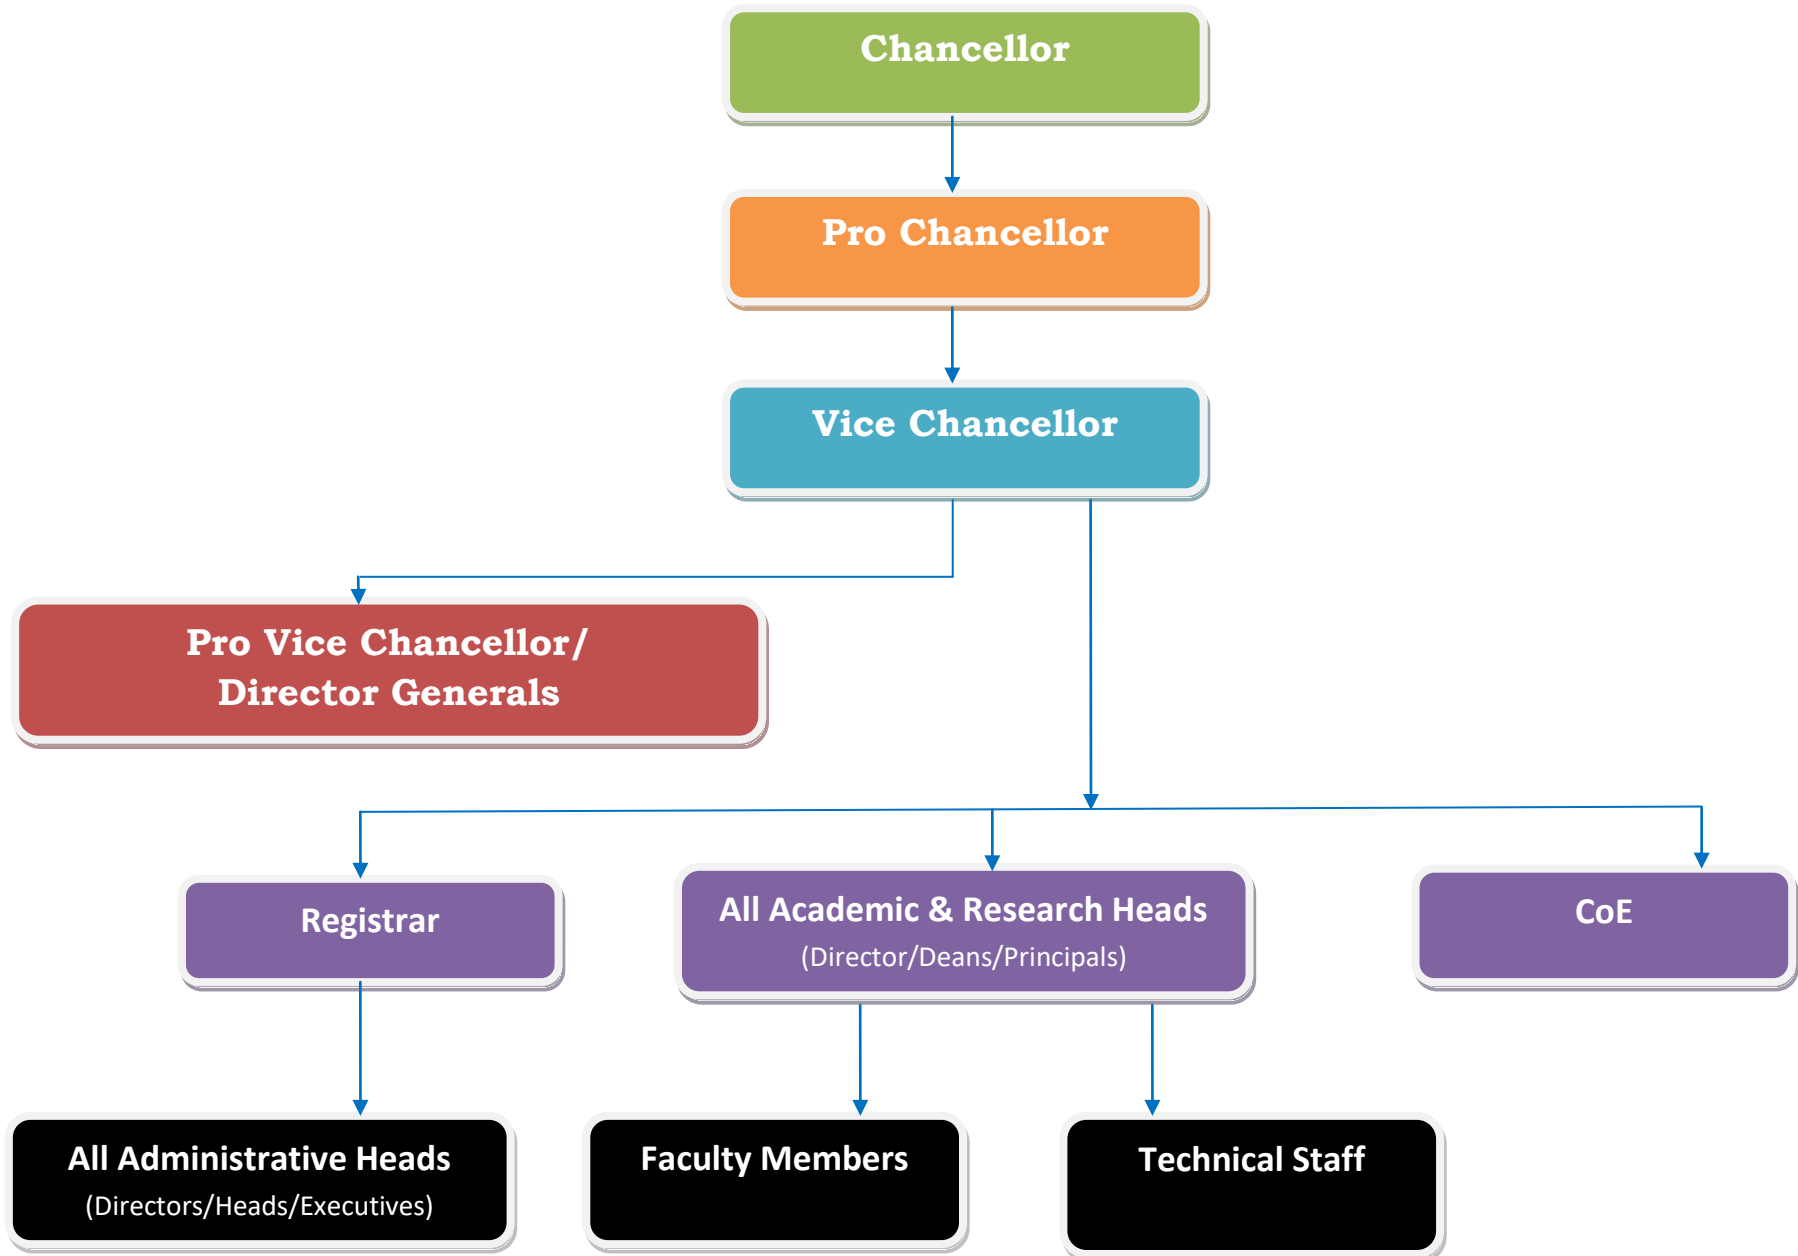 Chancellor
Pro Chancellor
Vice Chancellor
Pro Vice Chancellor/
Director Generals
Registrar
All Academic & Research Heads
(Director/Deans/Principals)
CoE
All Administrative Heads
(Directors/Heads/Executives)
Faculty Members
Technical Staff